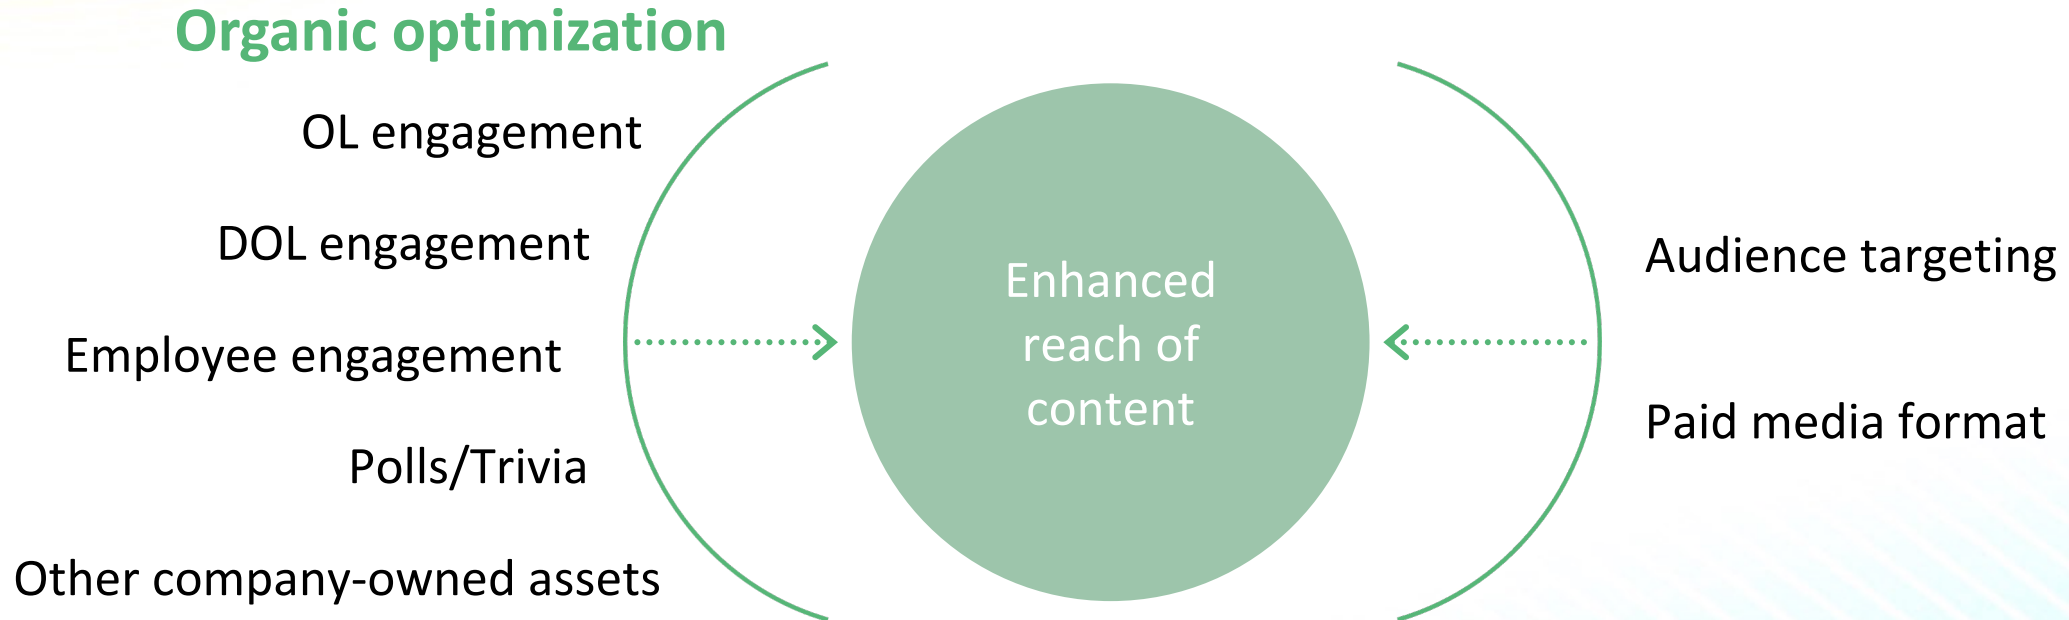 Organic optimization
OL engagement
DOL engagement
Employee engagement
Polls/Trivia
Other company-owned assets
Enhanced
reach of
content
Audience targeting
Paid media format